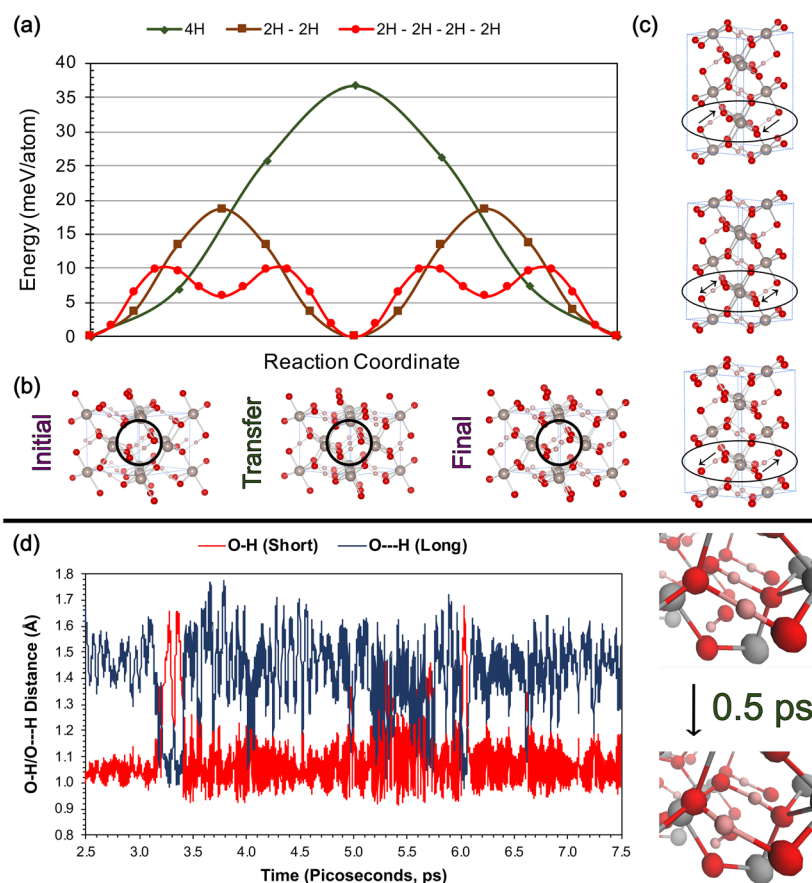 (a)
4H
2H - 2H
2H - 2H - 2H - 2H
(c)
Energy (meV/atom)
40
35
30
25
20
15
10
5
0
Reaction Coordinate
(b)
Initial
Transfer
Final
(d)
O-H (Short)
O---H (Long)
O-H/O---H Distance (Å)
1.8
1.7
1.6
1.5
1.4
1.3
1.2
1.1
1.0
0.9
0.8
2.5
3.0
3.5
4.0
4.5
5.0
5.5
6.0
6.5
7.0
7.5
Time (Picoseconds, ps)
0.5 ps